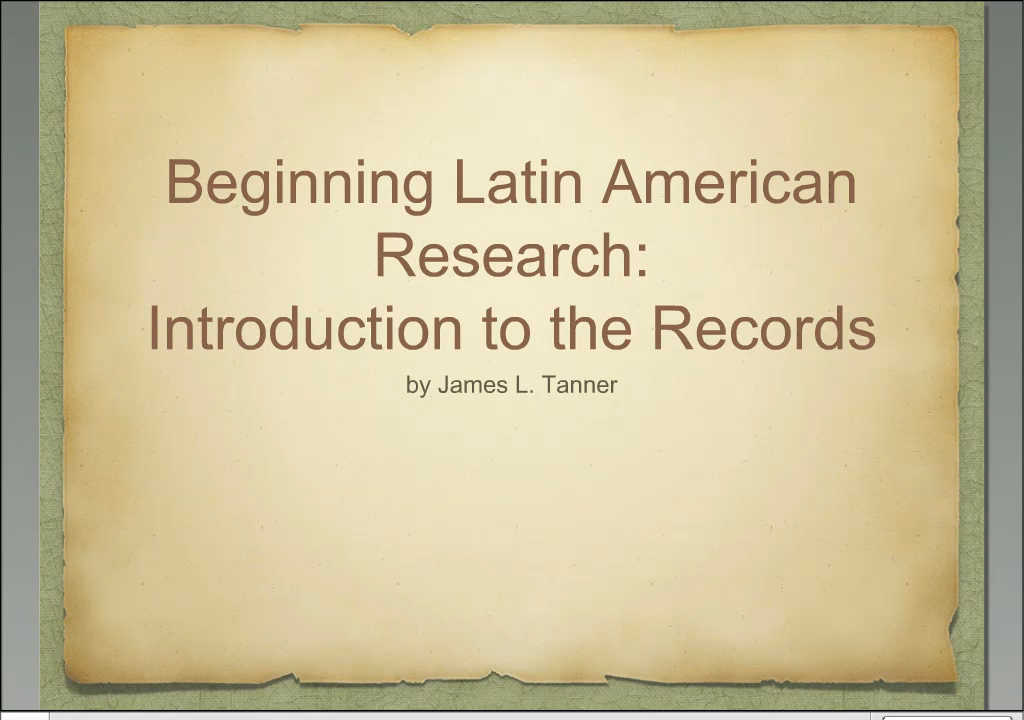 Beginning Latin American
Research:
Introduction to the Records
by James L. Tanner